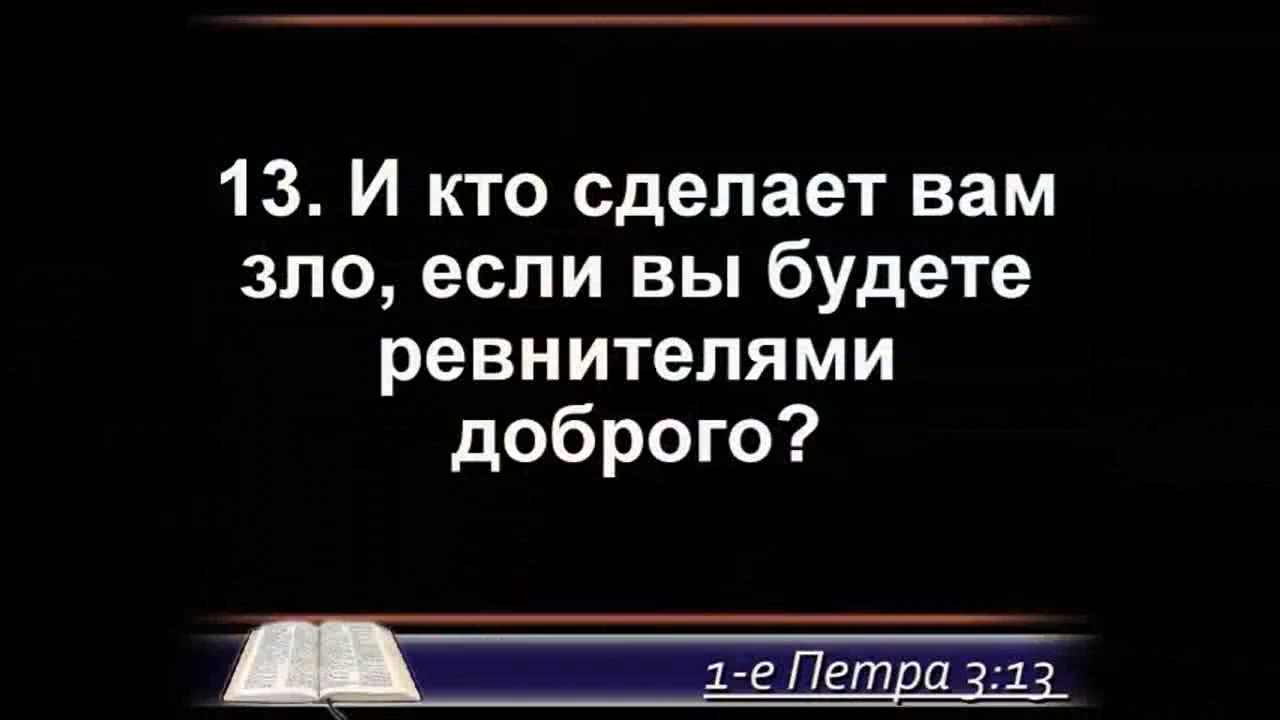 13. И кто сделает вам
зло, если вы будете
ревнителями
доброго?
1-е Петра 3:13